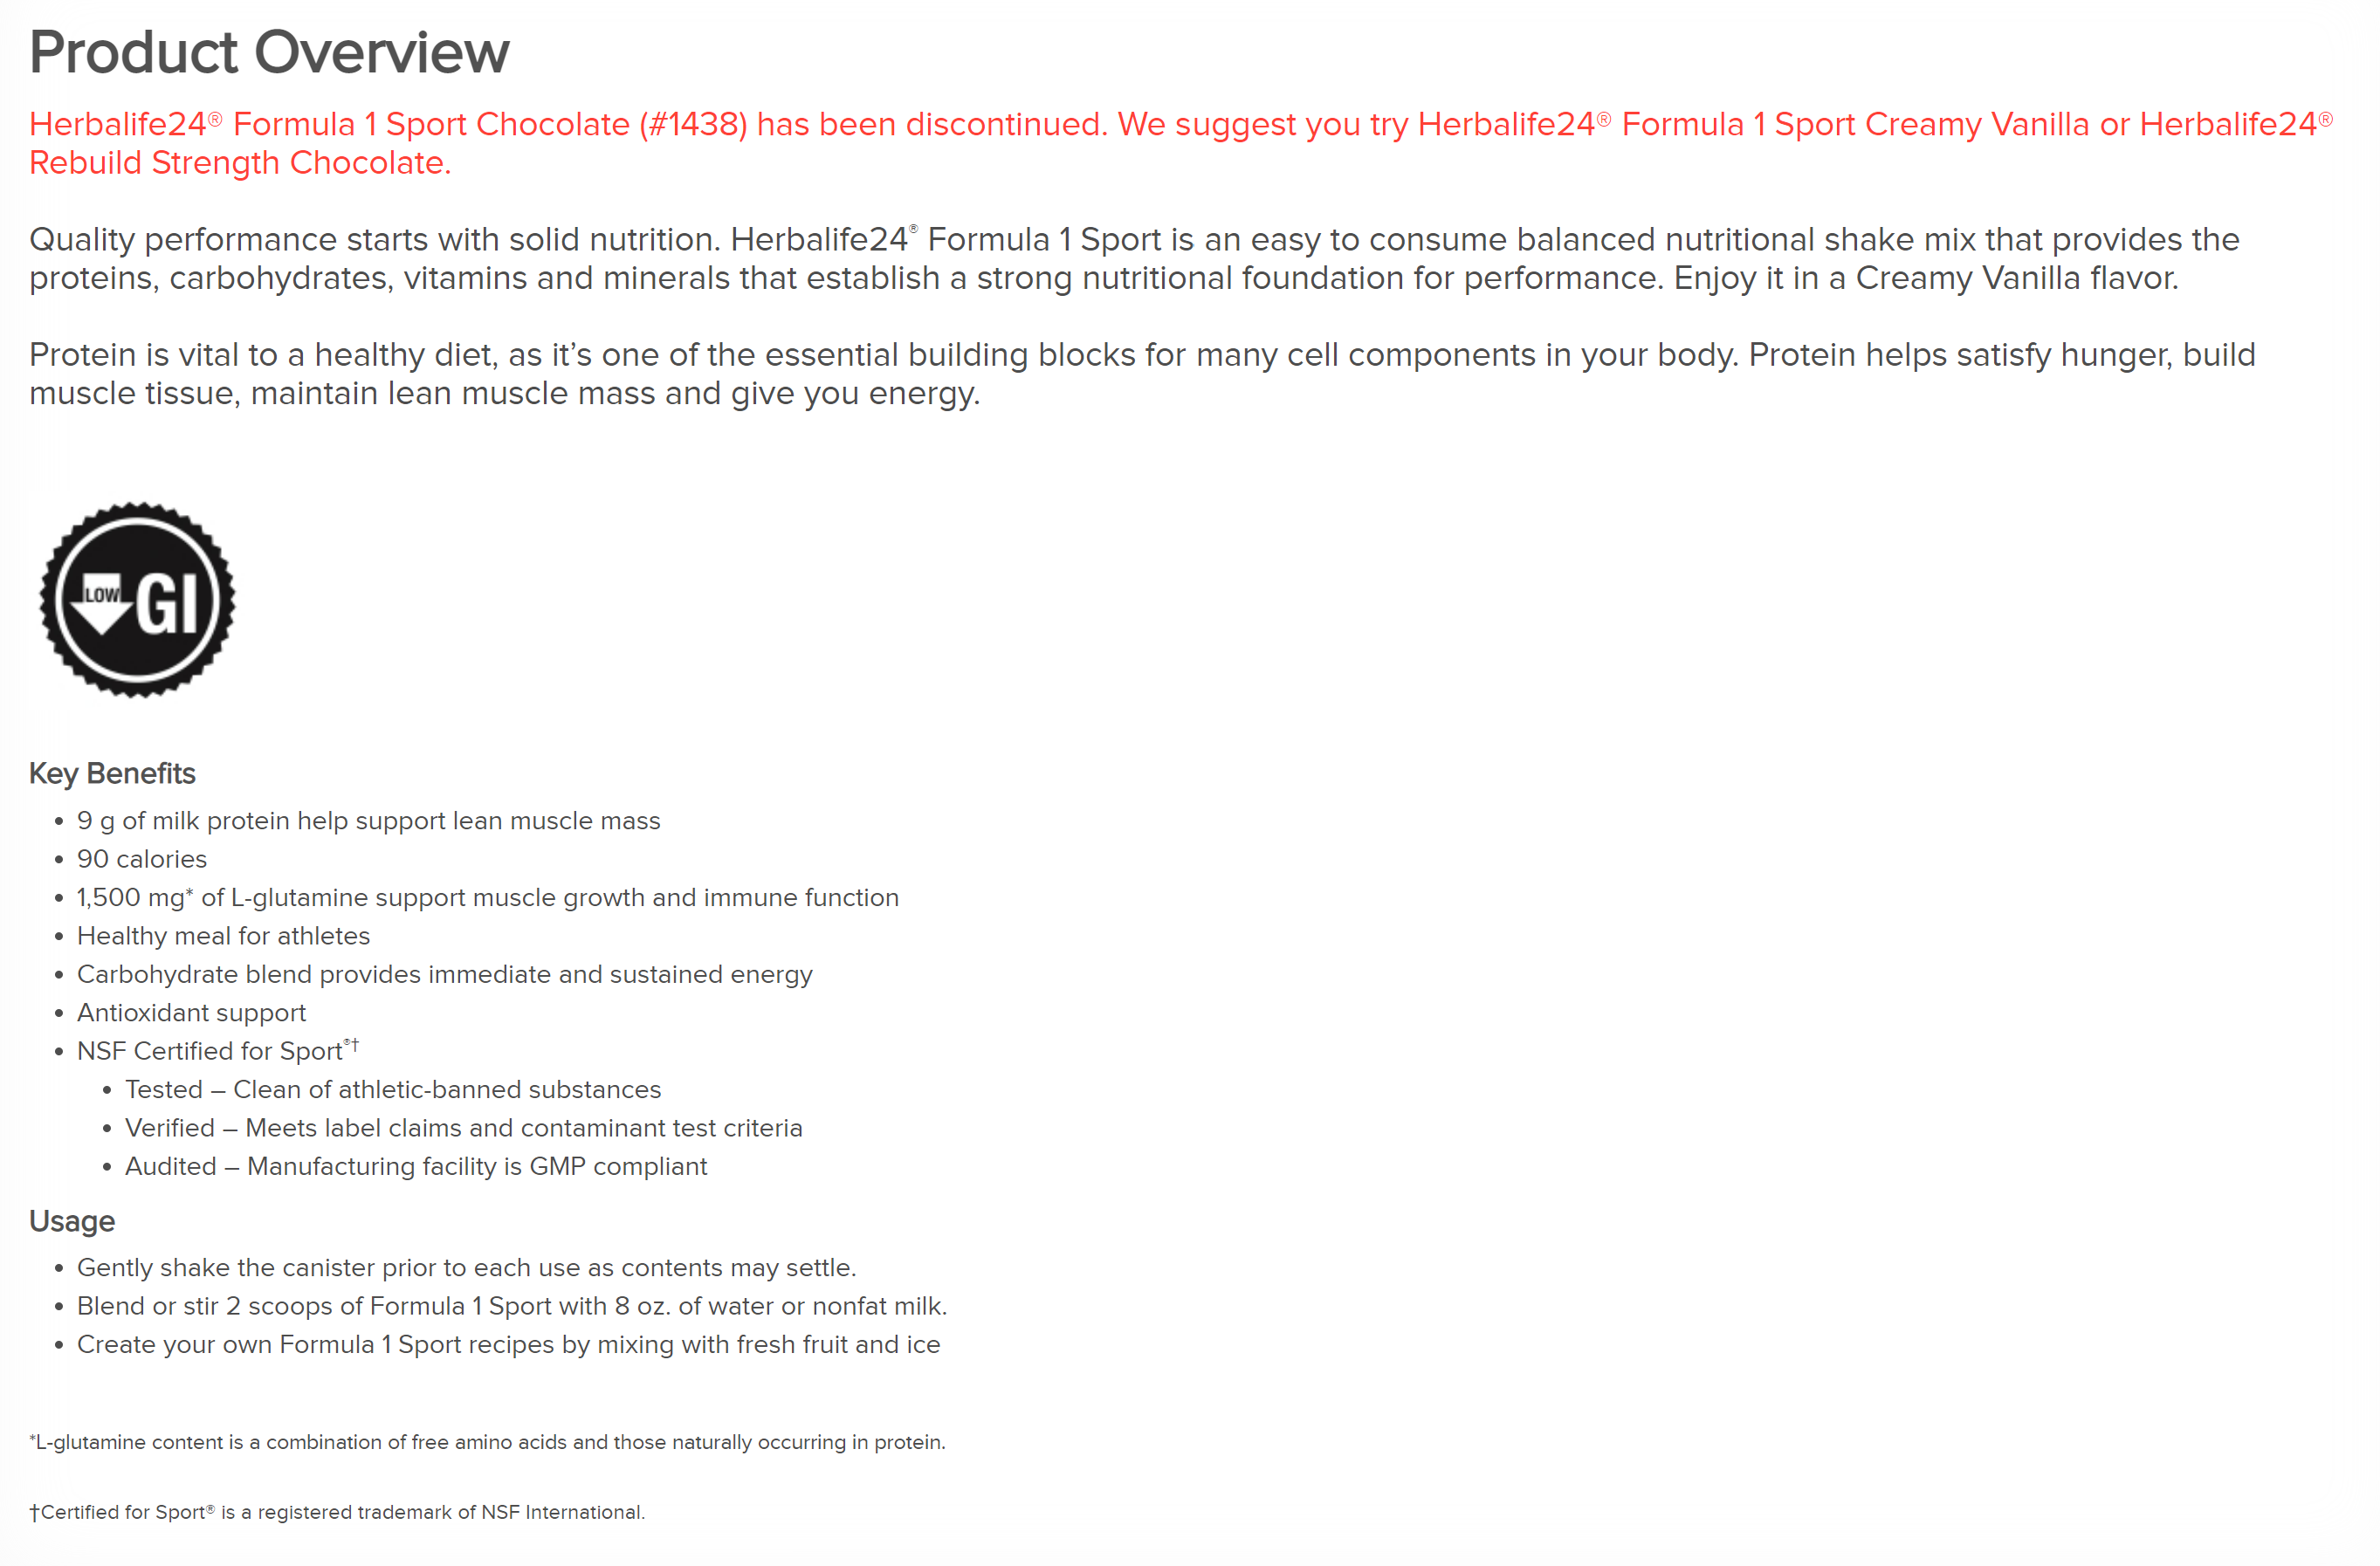 Product Overview
Herbalife24® Formula 1 Sport Chocolate (#1438) has been discontinued. We suggest you try Herbalife24® Formula 1 Sport Creamy Vanilla or Herbalife24®
Rebuild Strength Chocolate.
Quality performance starts with solid nutrition. Herbalife24® Formula 1 Sport is an easy to consume balanced nutritional shake mix that provides the
proteins, carbohydrates, vitamins and minerals that establish a strong nutritional foundation for performance. Enjoy it in a Creamy Vanilla flavor.
Protein is vital to a healthy diet, as it’s one of the essential building blocks for many cell components in your body. Protein helps satisfy hunger, build
muscle tissue, maintain lean muscle mass and give you energy.
LOW GI
Key Benefits
• 9 g of milk protein help support lean muscle mass
• 90 calories
• 1,500 mg* of L-glutamine support muscle growth and immune function
• Healthy meal for athletes
• Carbohydrate blend provides immediate and sustained energy
• Antioxidant support
• NSF Certified for Sport®†
• Tested – Clean of athletic-banned substances
• Verified – Meets label claims and contaminant test criteria
• Audited – Manufacturing facility is GMP compliant
Usage
• Gently shake the canister prior to each use as contents may settle.
• Blend or stir 2 scoops of Formula 1 Sport with 8 oz. of water or nonfat milk.
• Create your own Formula 1 Sport recipes by mixing with fresh fruit and ice
*L-glutamine content is a combination of free amino acids and those naturally occurring in protein.
†Certified for Sport® is a registered trademark of NSF International.